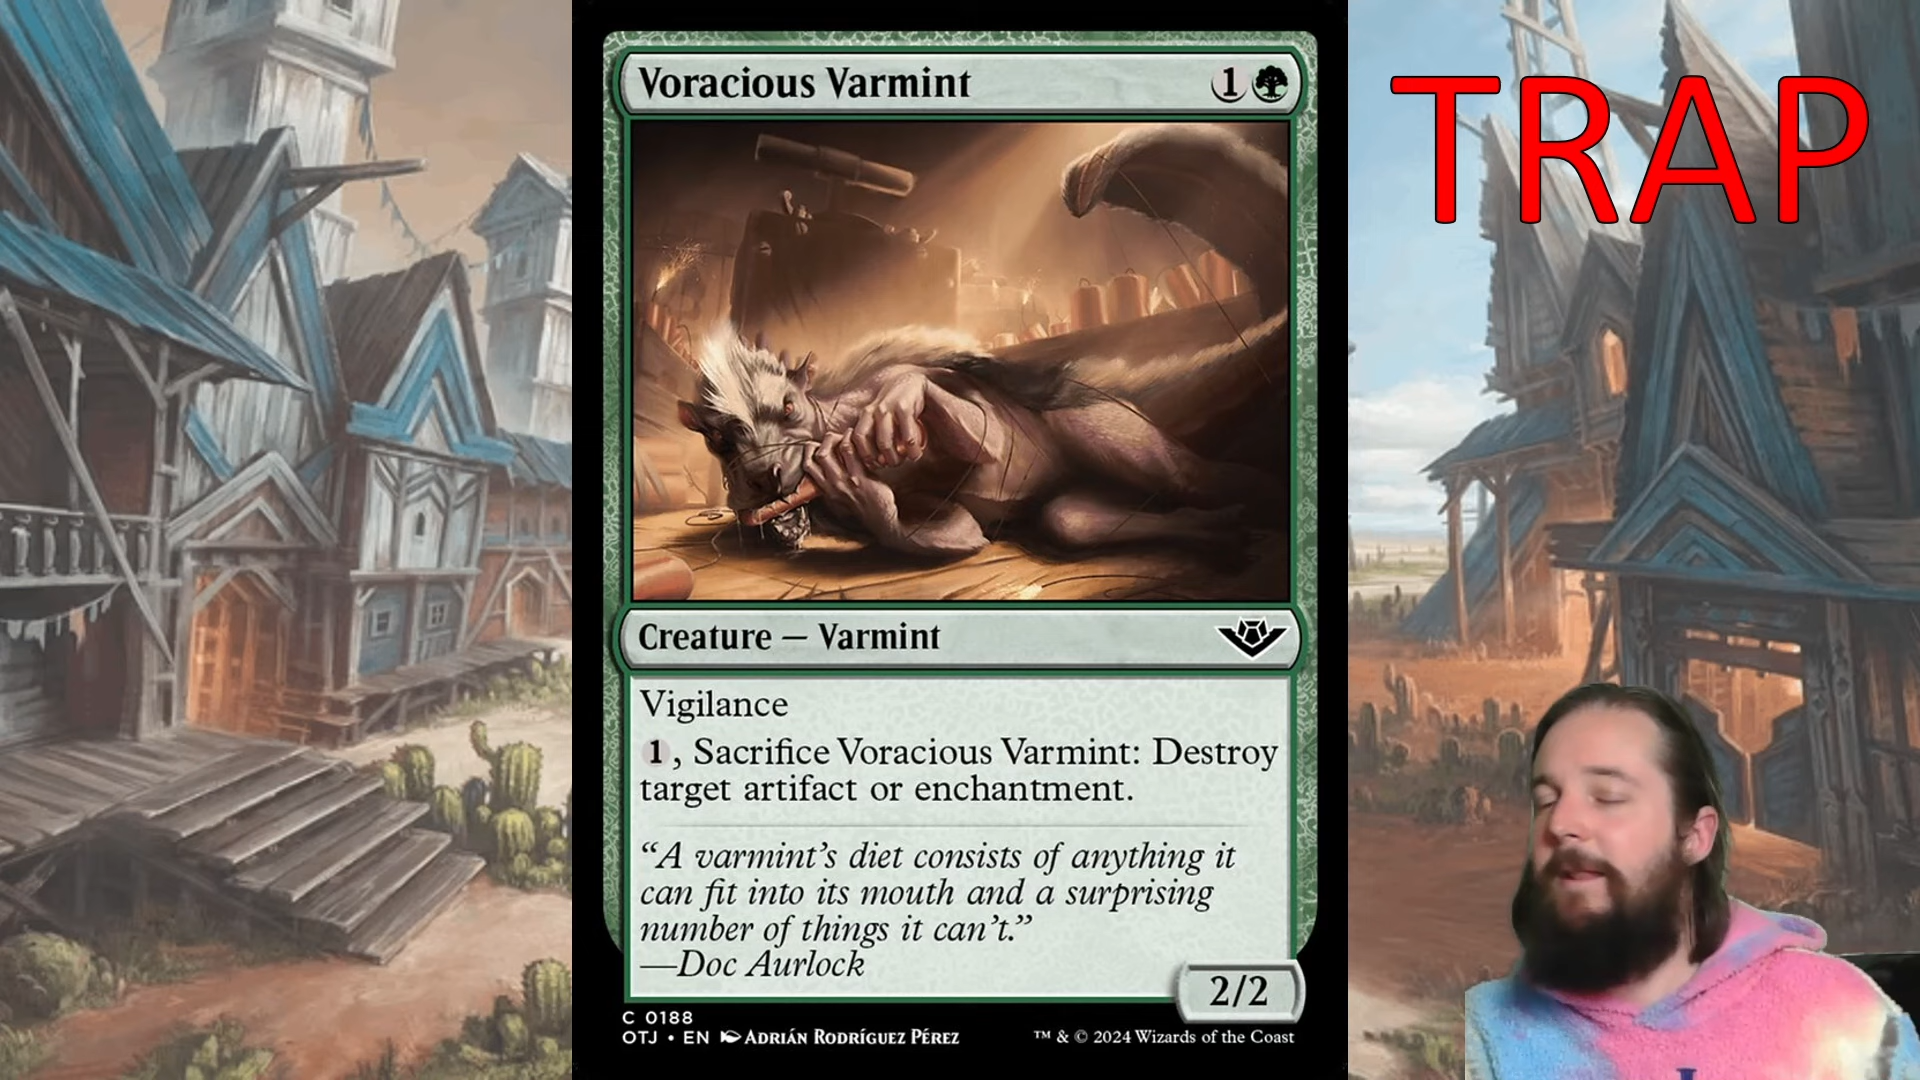 Voracious Varmint 1
TRAP
Creature — Varmint
Vigilance
1, Sacrifice Voracious Varmint: Destroy
target artifact or enchantment.
“A varmint’s diet consists of anything it
can fit into its mouth and a surprising
number of things it can’t.”
—Doc Aurlock
2/2
C 0188
OTJ • EN Adrián Rodríguez Pérez
™ & © 2024 Wizards of the Coast